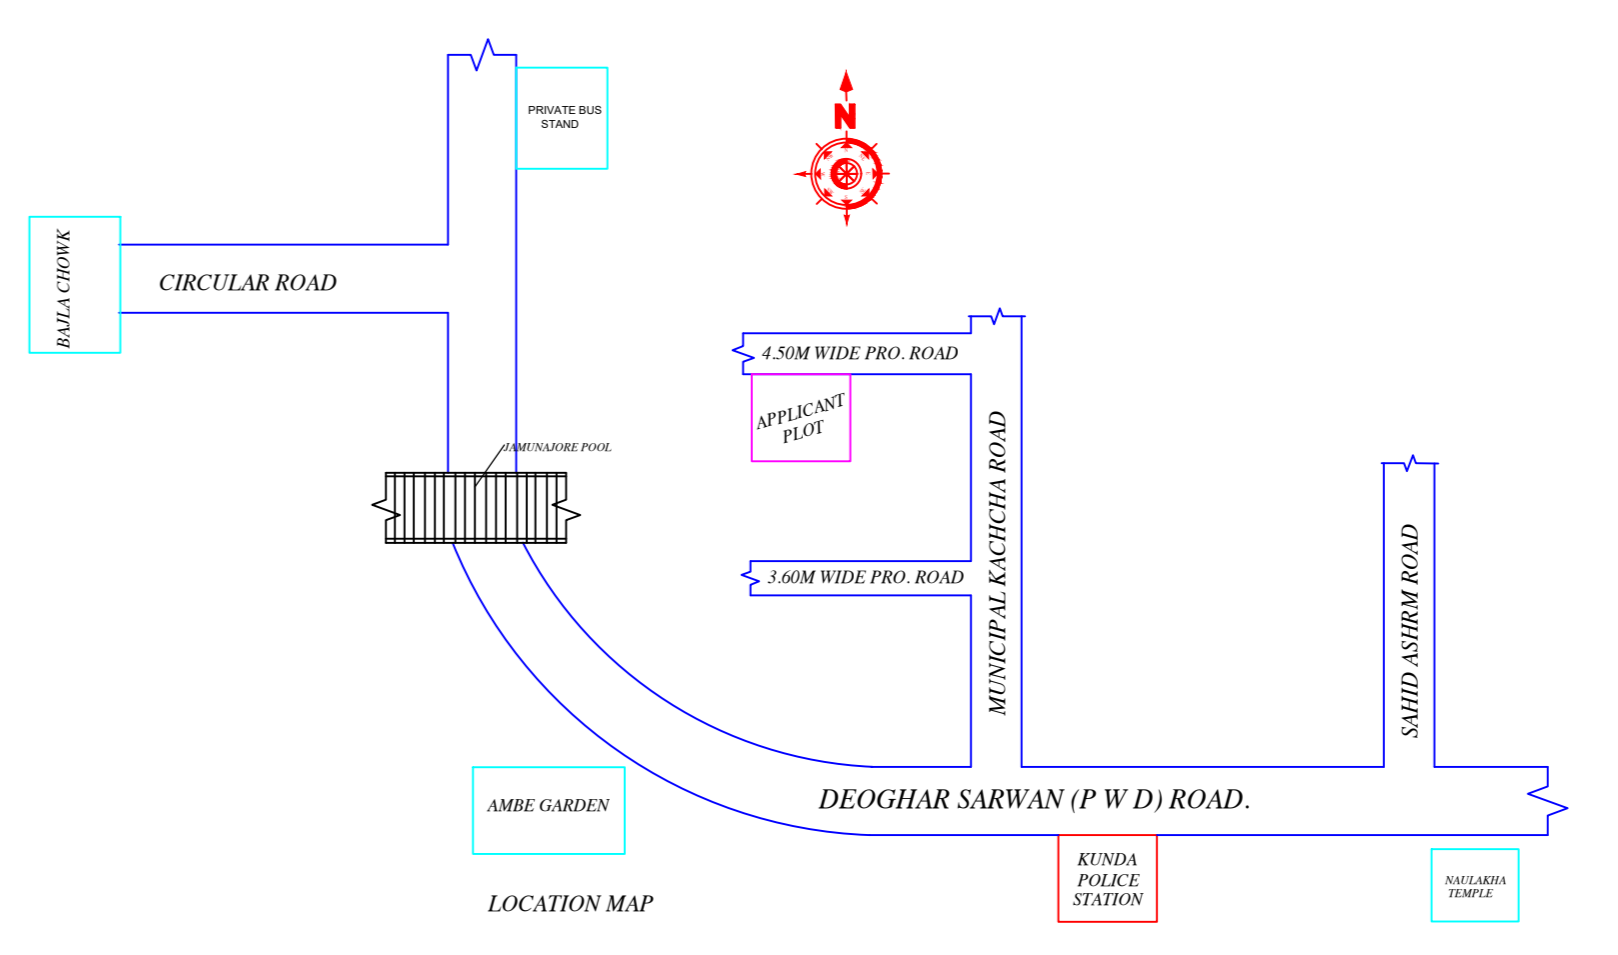 PRIVATE BUS
STAND
N
BAJLA CHOWK
CIRCULAR ROAD
4.50M WIDE PRO. ROAD
APPLICANT
PLOT
JAMUNAJORE POOL
MUNICIPAL KACHCHA ROAD
3.60M WIDE PRO. ROAD
SAHID ASHRM ROAD
DEOGHAR SARWAN (P W D) ROAD.
AMBE GARDEN
KUNDA
POLICE
STATION
NAULAKHA
TEMPLE
LOCATION MAP